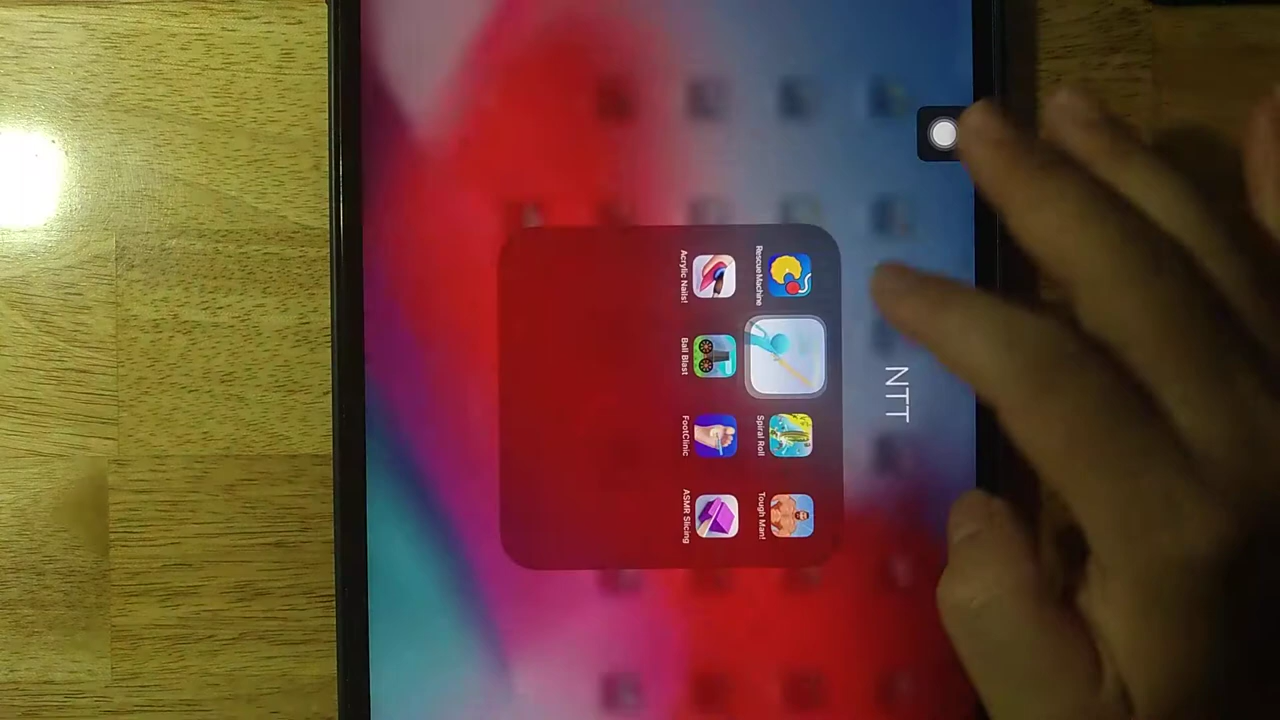 NTT
Rescue Machine
Spiral Roll
Tough Man!
Acrylic Nails!
Ball Blast
FootClinic
ASMR Slicing